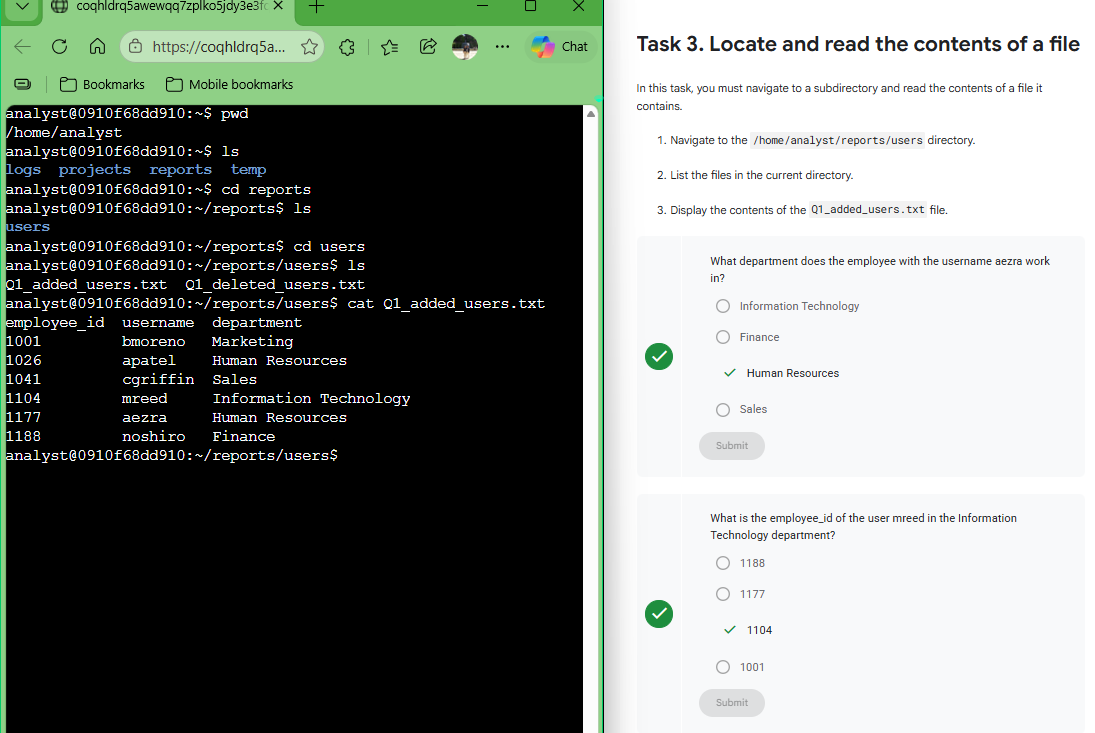 coqhldrq5awewqq7zplko5jdy3e3fc
https://coqhldrq5a...
Chat
Bookmarks
Mobile bookmarks
analyst@0910f68dd910:~$ pwd
/home/analyst
analyst@0910f68dd910:~$ ls
logs  projects  reports  temp
analyst@0910f68dd910:~$ cd reports
analyst@0910f68dd910:~/reports$ ls
users
analyst@0910f68dd910:~/reports$ cd users
analyst@0910f68dd910:~/reports/users$ ls
Q1_added_users.txt  Q1_deleted_users.txt
analyst@0910f68dd910:~/reports/users$ cat Q1_added_users.txt
employee_id  username  department
1001         bmoreno   Marketing
1026         apatel    Human Resources
1041         cgriffin  Sales
1104         mreed     Information Technology
1177         aezra     Human Resources
1188         noshiro   Finance
analyst@0910f68dd910:~/reports/users$
Task 3. Locate and read the contents of a file
In this task, you must navigate to a subdirectory and read the contents of a file it
contains.
1. Navigate to the /home/analyst/reports/users directory.
2. List the files in the current directory.
3. Display the contents of the Q1_added_users.txt file.
What department does the employee with the username aezra work
in?
Information Technology
Finance
Human Resources
Sales
Submit
What is the employee_id of the user mreed in the Information
Technology department?
1188
1177
1104
1001
Submit